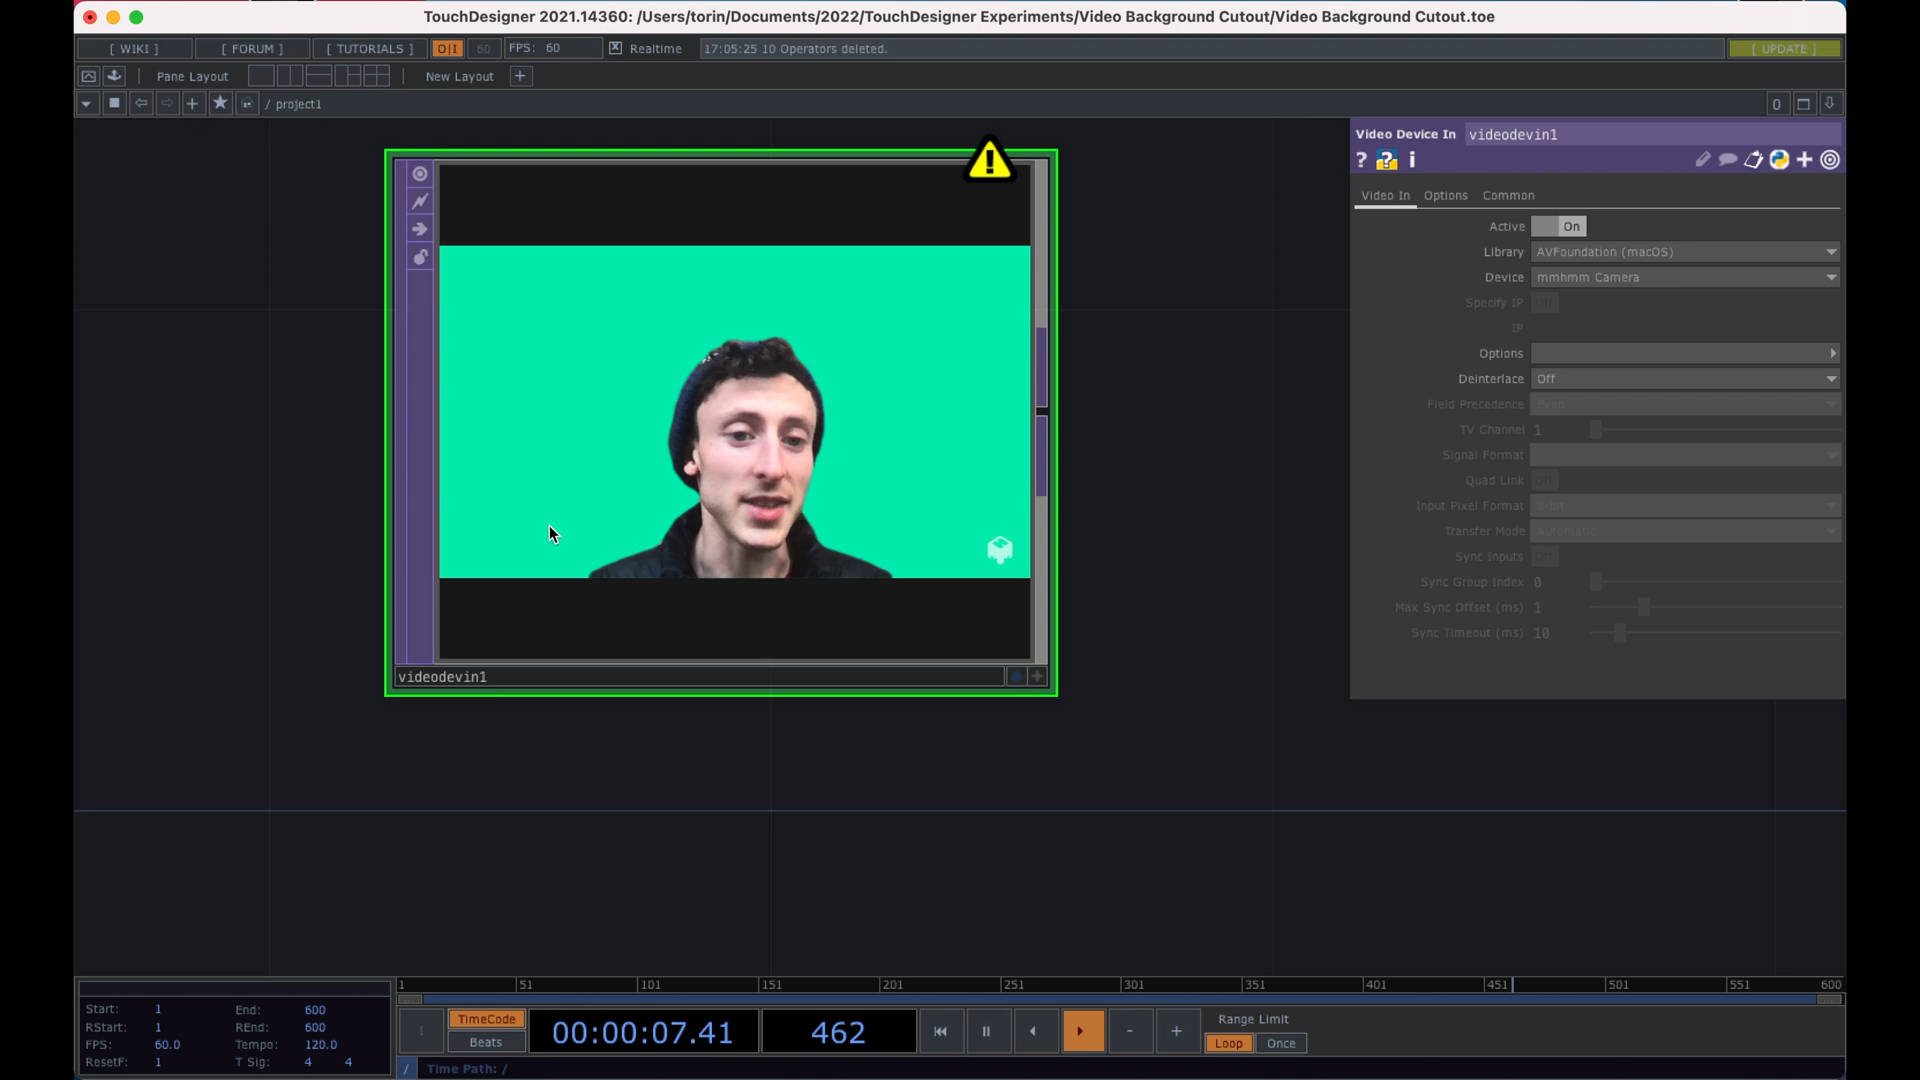 TouchDesigner 2021.14360: /Users/torin/Documents/2022/TouchDesigner Experiments/Video Background Cutout/Video Background Cutout.toe
[ WIKI ] [ FORUM ] [ TUTORIALS ] O|I 60 FPS: 60 Realtime 17:05:25 10 Operators deleted. [ UPDATE ]
Pane Layout New Layout +
/ project1 0
Video Device In videodevin1
? ? i
Video In Options Common
Active On
Library AVFoundation (macOS)
Device mmhmm Camera
Specify IP Off
IP
Options
Deinterlace Off
Field Precedence Even
TV Channel 1
Signal Format
Quad Link Off
Input Pixel Format 8-bit
Transfer Mode Automatic
Sync Inputs Off
Sync Group Index 0
Max Sync Offset (ms) 1
Sync Timeout (ms) 10
videodevin1
1 51 101 151 201 251 301 351 401 451 501 551 600
Start: 1 End: 600
RStart: 1 REnd: 600
FPS: 60.0 Tempo: 120.0
ResetF: 1 T Sig: 4 4
TimeCode
Beats
00:00:07.41 462
- +
Range Limit
Loop Once
/ Time Path: /